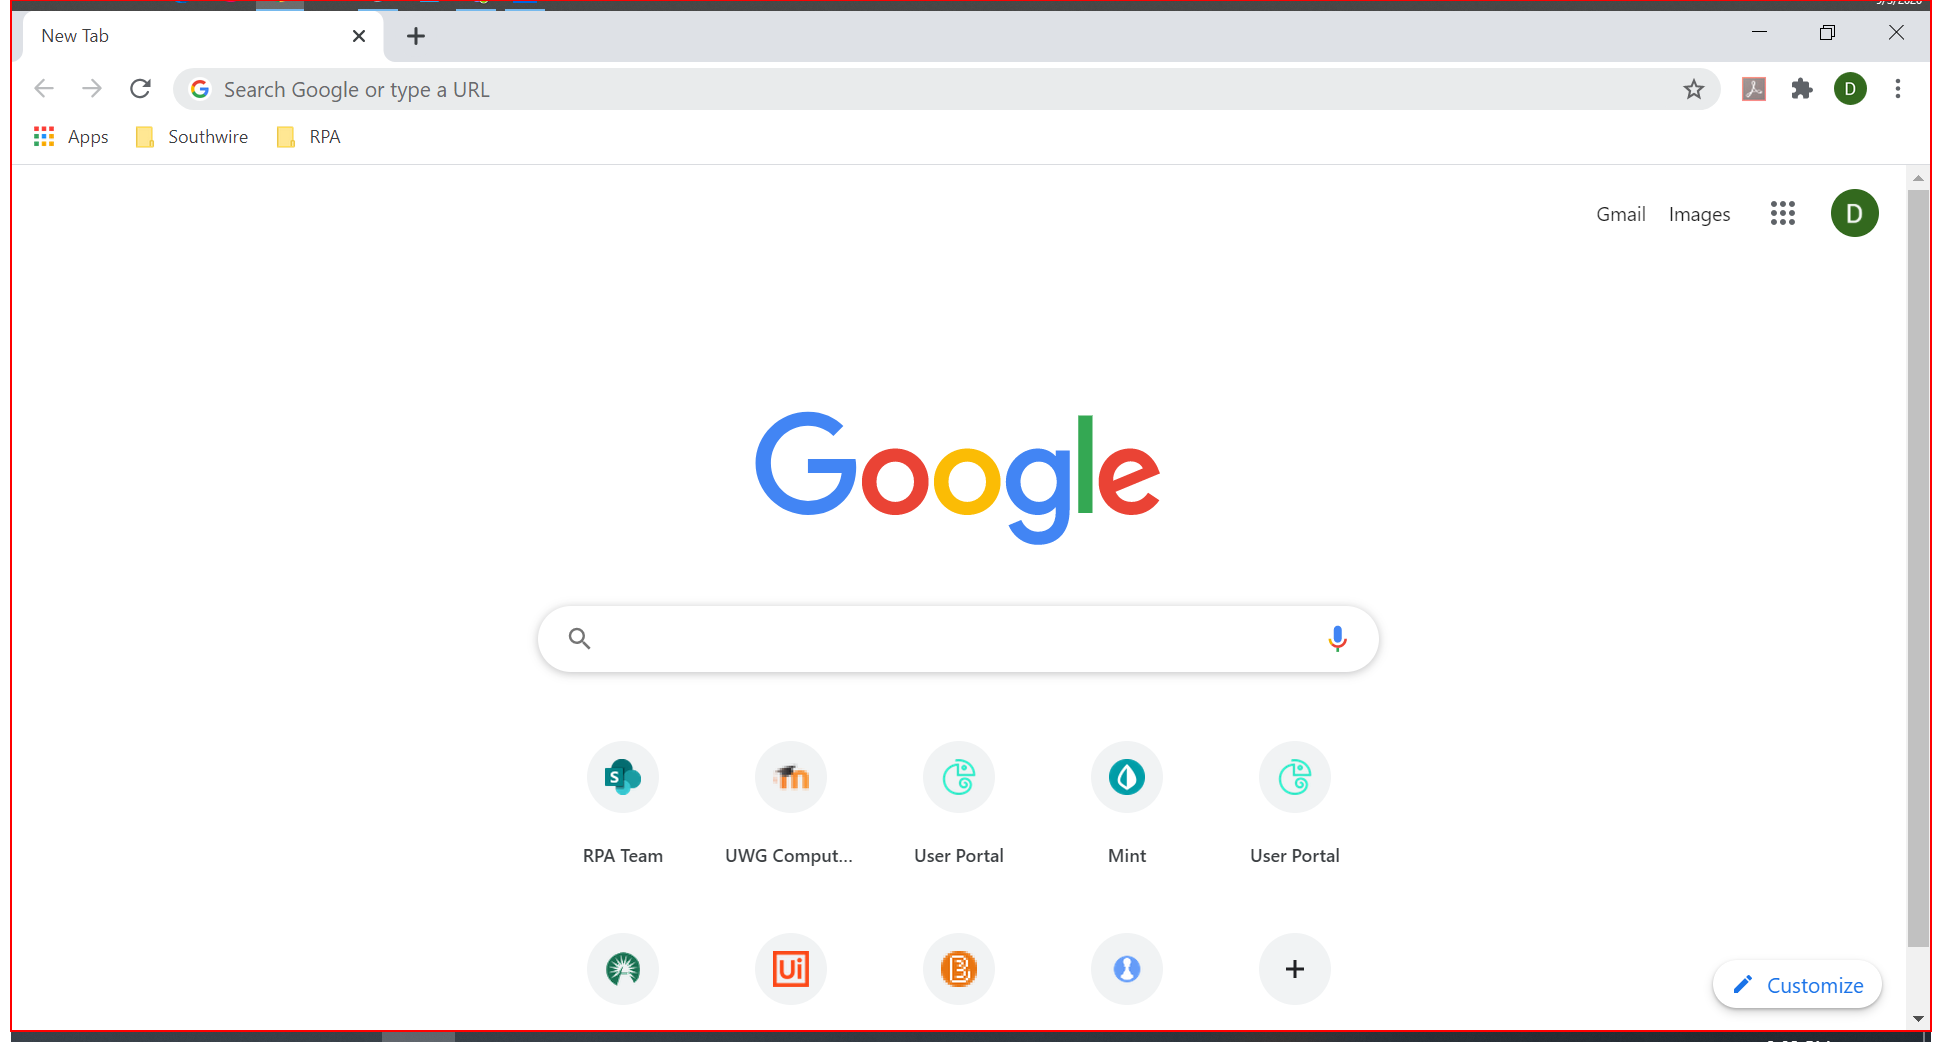 New Tab
Search Google or type a URL
D
Apps
Southwire
RPA
Gmail
Images
D
Google
RPA Team
UWG Comput...
User Portal
Mint
User Portal
Ui
Customize